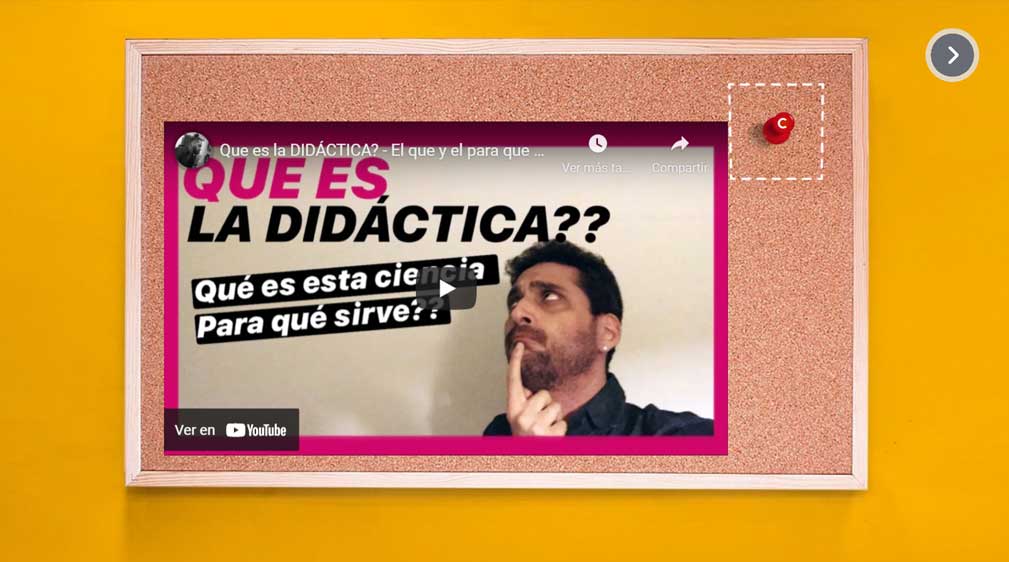 Que es la DIDÁCTICA? - El que y el para que ...
Ver más ta...
Compartir
QUE ES
LA DIDÁCTICA??
Qué es esta ciencia
Para qué sirve??
Ver en YouTube
C